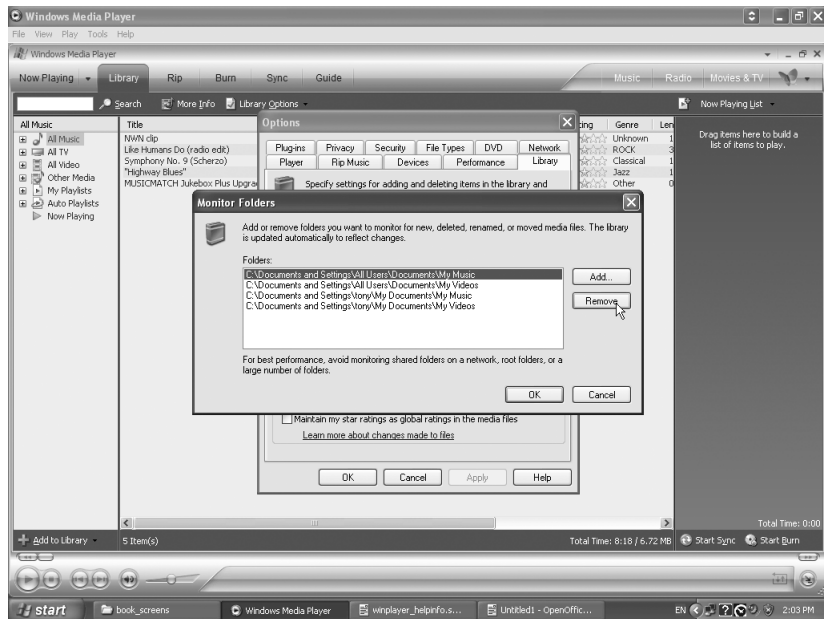 Windows Media Player
File View Play Tools Help
Windows Media Player
Now Playing Library Rip Burn Sync Guide Music Radio Movies & TV
Search More Info Library Options Now Playing List
All Music
All Music
All TV
All Video
Other Media
My Playlists
Auto Playlists
Now Playing
Title
NWN clip
Like Humans Do (radio edit)
Symphony No. 9 (Scherzo)
"Highway Blues"
MUSICMATCH Jukebox Plus Upgra
Genre Len
Unknown 1
ROCK 3
Classical 1
Jazz 1
Other 0
Drag items here to build a
list of items to play.
Options
Plug-ins Privacy Security File Types DVD Network
Player Rip Music Devices Performance Library
Specify settings for adding and deleting items in the library and
Monitor Folders
Add or remove folders you want to monitor for new, deleted, renamed, or moved media files. The library
is updated automatically to reflect changes.
Folders:
C:\Documents and Settings\All Users\Documents\My Music
C:\Documents and Settings\All Users\Documents\My Videos
C:\Documents and Settings\tony\My Documents\My Music
C:\Documents and Settings\tony\My Documents\My Videos
Add...
Remove
For best performance, avoid monitoring shared folders on a network, root folders, or a
large number of folders.
OK Cancel
Maintain my star ratings as global ratings in the media files
Learn more about changes made to files
OK Cancel Apply Help
Total Time: 0:00
Add to Library 5 Item(s) Total Time: 8:18 / 6.72 MB Start Sync Start Burn
start book_screens Windows Media Player winplayer_helpinfo.s... Untitled1 - OpenOffic... EN 2:03 PM